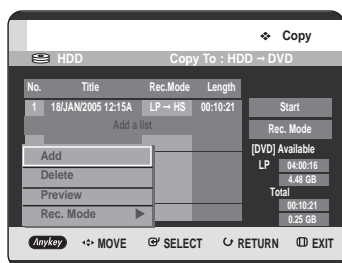 ❖ Copy
HDD Copy To : HDD → DVD
No. Title Rec.Mode Length
1 18/JAN/2005 12:15A LP → HS 00:10:21
Add a list
Start
Rec. Mode
[DVD] Available
LP 04:00:16
4.48 GB
Total
00:10:21
0.25 GB
Add
Delete
Preview
Rec. Mode ▶
Anykey MOVE SELECT RETURN EXIT